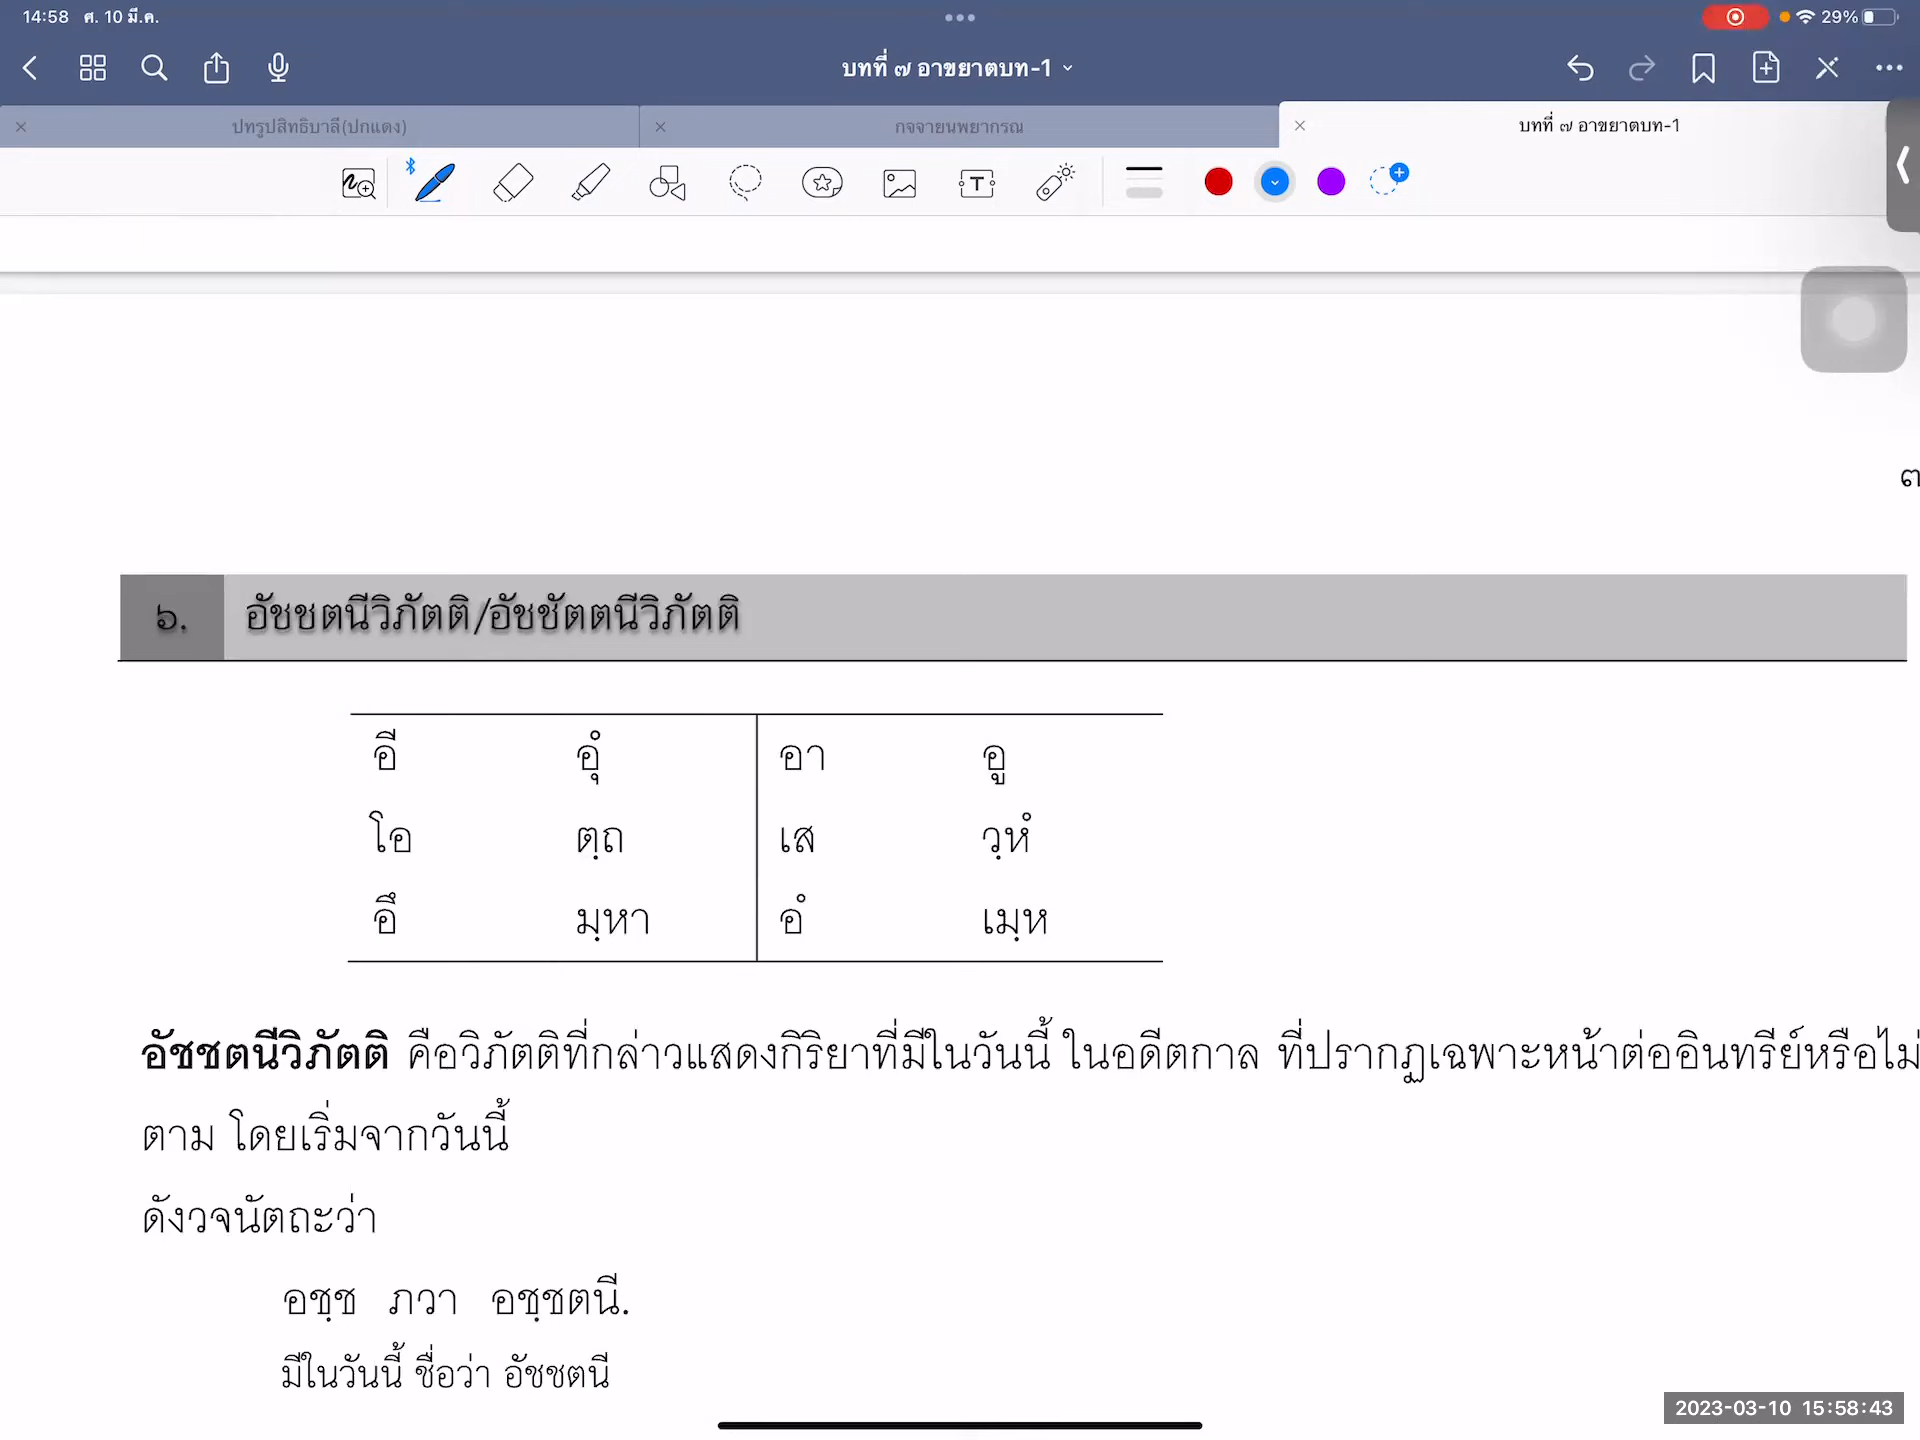 14:58 ศ. 10 มี.ค.
29%
บทที่ ๗ อาขยาตบท-1
ปทรูปสิทธิบาลี(ปกแดง)
กจจายนพยากรณ
บทที่ ๗ อาขยาตบท-1
๖. อัชชตนีวิภัตติ/อัชชัตตนีวิภัตติ
อี อุํ อา อู
โอ ตฺถ เส วฺหํ
อึ มฺหา อํ เมฺห
อัชชตนีวิภัตติ คือวิภัตติที่กล่าวแสดงกิริยาที่มีในวันนี้ ในอดีตกาล ที่ปรากฏเฉพาะหน้าต่ออินทรีย์หรือไม่
ตาม โดยเริ่มจากวันนี้
ดังวจนัตถะว่า
อชฺช ภวา อชฺชตนี.
มีในวันนี้ ชื่อว่า อัชชตนี
2023-03-10 15:58:43